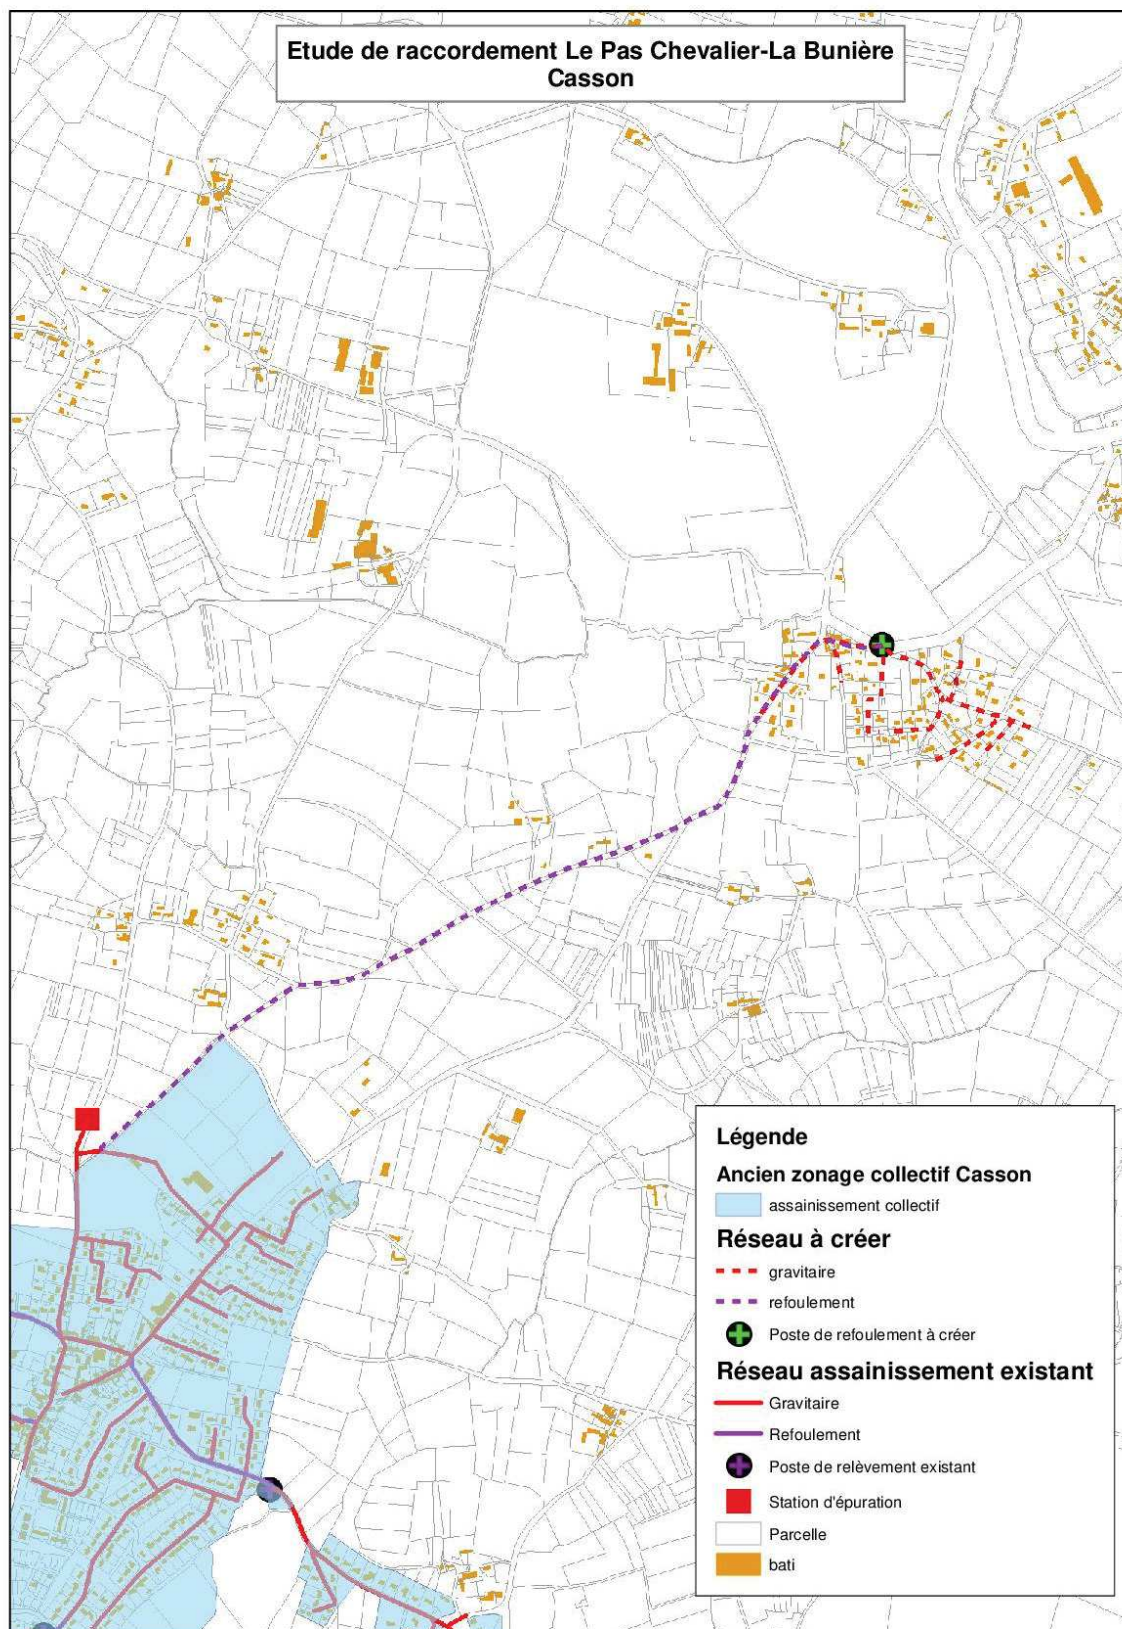 Etude de raccordement Le Pas Chevalier-La Bunière
Casson
Légende
Ancien zonage collectif Casson
assainissement collectif
Réseau à créer
gravitaire
refoulement
Poste de refoulement à créer
Réseau assainissement existant
Gravitaire
Refoulement
Poste de relèvement existant
Station d'épuration
Parcelle
bati